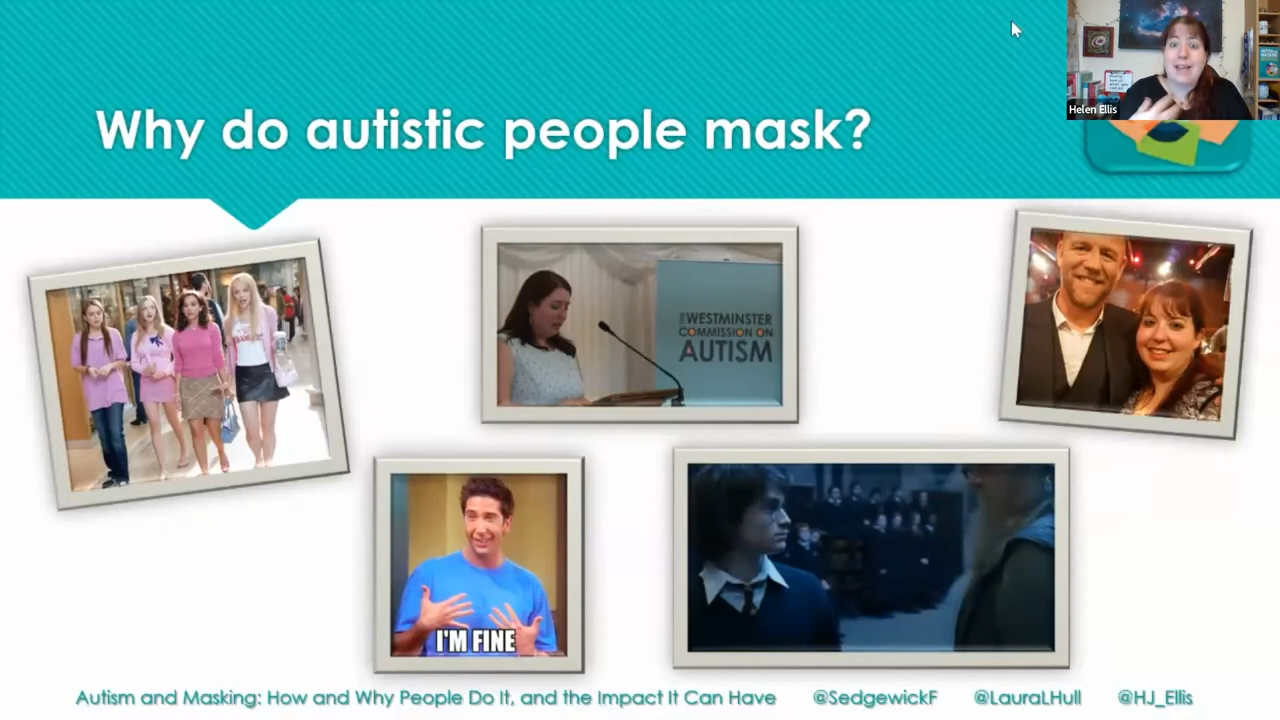 Why do autistic people mask?
Helen Ellis
THE WESTMINSTER
COMMISSION ON
AUTISM
I'M FINE
Autism and Masking: How and Why People Do It, and the Impact It Can Have @SedgewickF @LauraLHull @HJ_Ellis